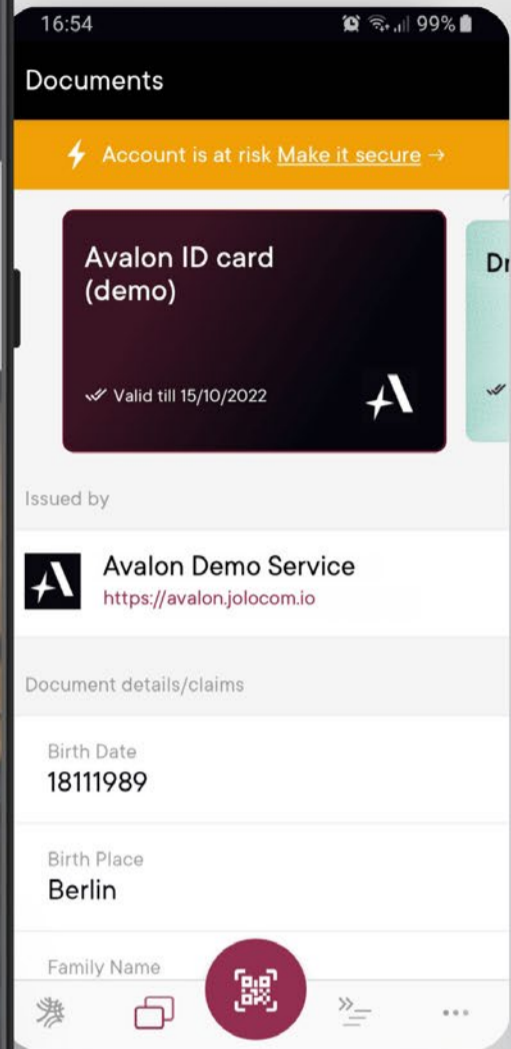 16:54
99%
Documents
Account is at risk Make it secure →
Avalon ID card
(demo)
Valid till 15/10/2022
Dr
Issued by
Avalon Demo Service
https://avalon.jolocom.io
Document details/claims
Birth Date
18111989
Birth Place
Berlin
Family Name